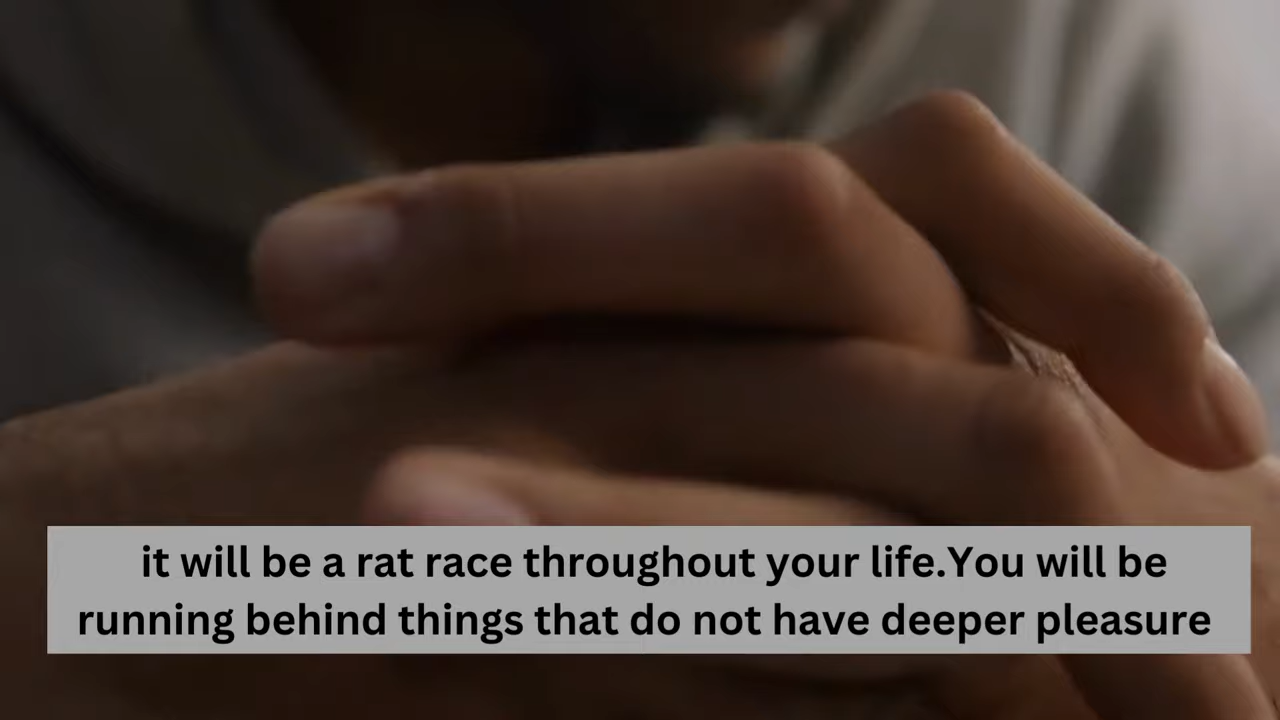 it will be a rat race throughout your life.You will be
running behind things that do not have deeper pleasure